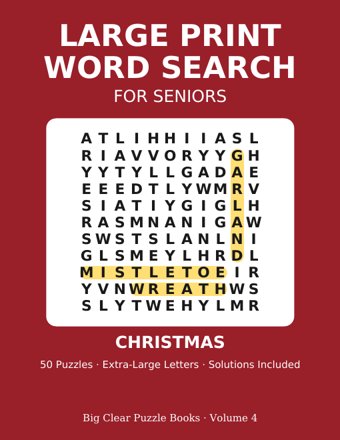 LARGE PRINT
WORD SEARCH
FOR SENIORS
A T L I H H I I A S L
R I A V V O R Y Y G H
Y Y T Y L L G A D A E
E E E D T L Y W M R V
S I A T I Y G I G L H
R A S M N A N I G A W
S W S T S L A N L N I
G L S M E Y L H R D L
M I S T L E T O E I R
Y V N W R E A T H W S
S L Y T W E H Y L M R
CHRISTMAS
50 Puzzles · Extra-Large Letters · Solutions Included
Big Clear Puzzle Books · Volume 4